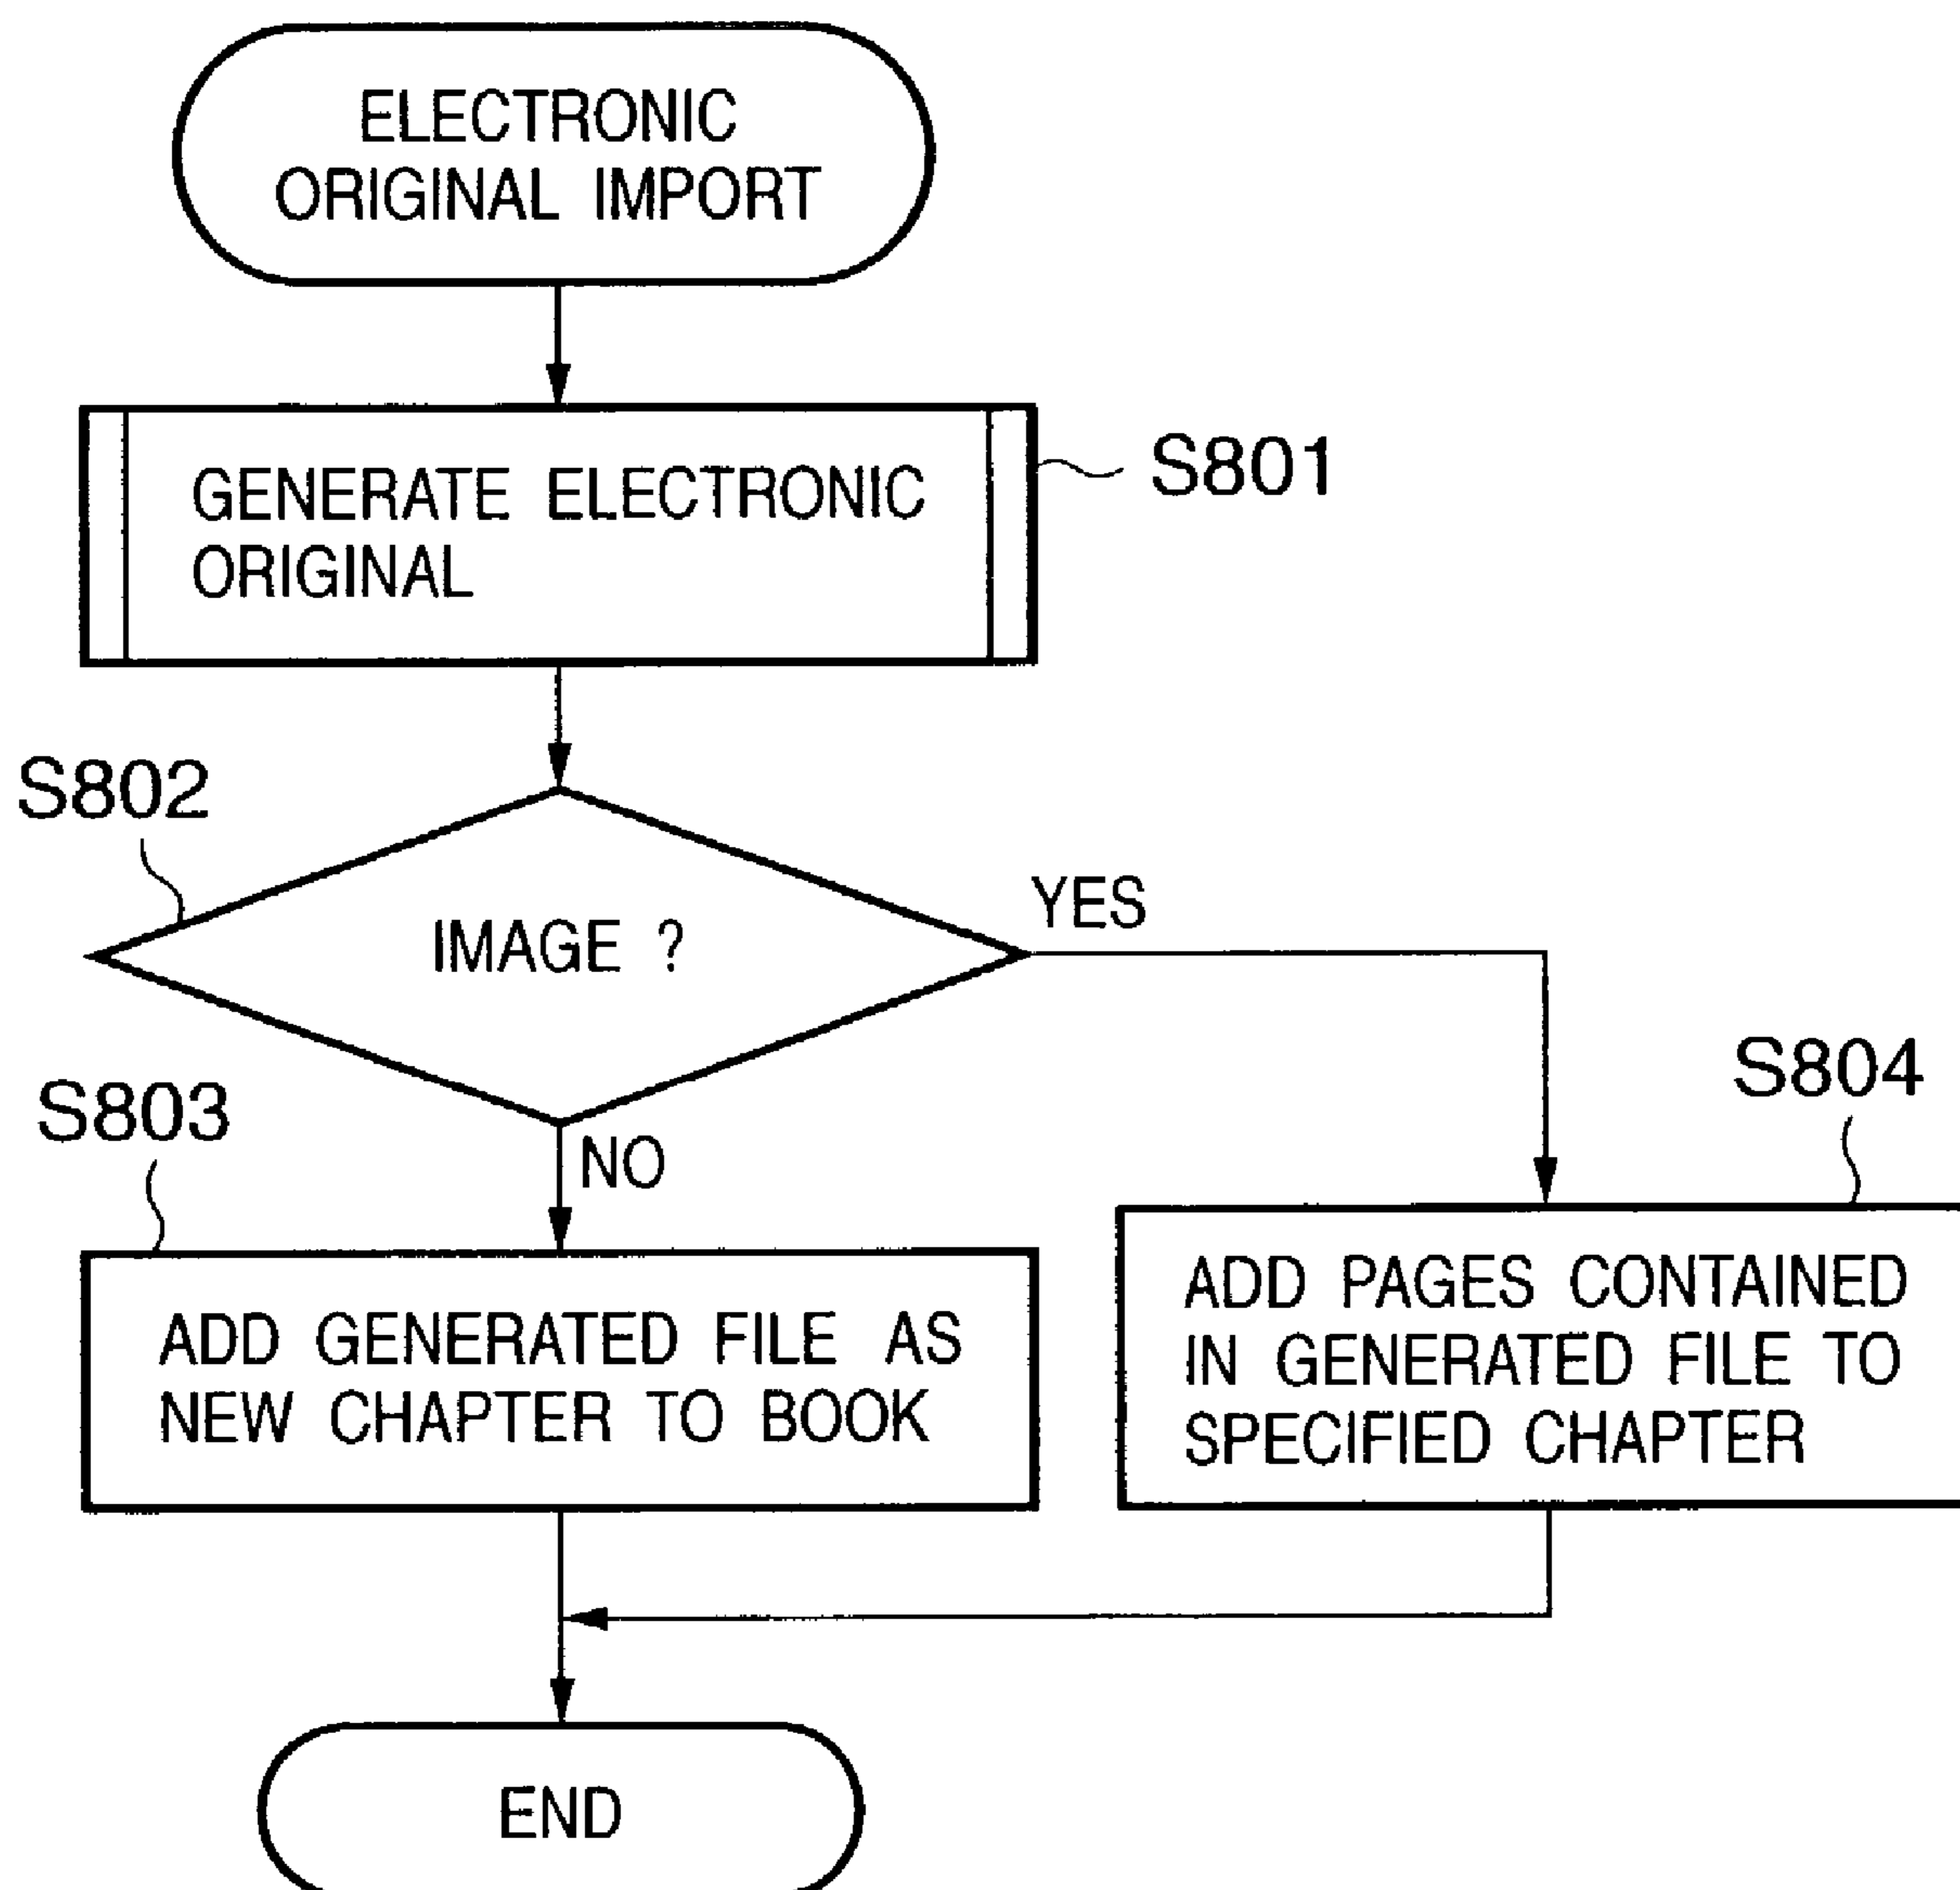 ELECTRONIC
ORIGINAL IMPORT
GENERATE ELECTRONIC
ORIGINAL
S801
S802
IMAGE ?
YES
NO
S803
ADD GENERATED FILE AS
NEW CHAPTER TO BOOK
S804
ADD PAGES CONTAINED
IN GENERATED FILE TO
SPECIFIED CHAPTER
END